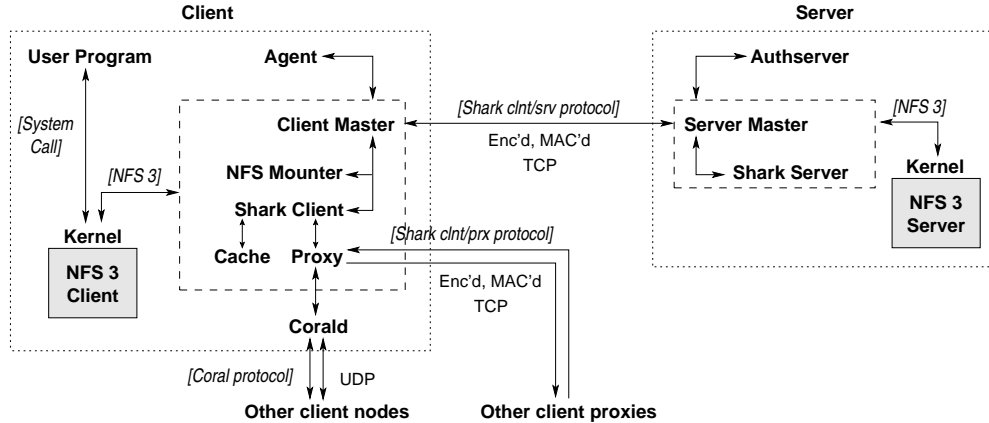 Client
Server
User Program
Agent
Authserver
[System
Call]
[Shark clnt/srv protocol]
[NFS 3]
Client Master
Enc'd, MAC'd
TCP
Server Master
[NFS 3]
NFS Mounter
Shark Server
Kernel
Shark Client
NFS 3
Server
Kernel
[Shark clnt/prx protocol]
Cache
Proxy
NFS 3
Client
Enc'd, MAC'd
TCP
Corald
[Coral protocol]
UDP
Other client nodes
Other client proxies